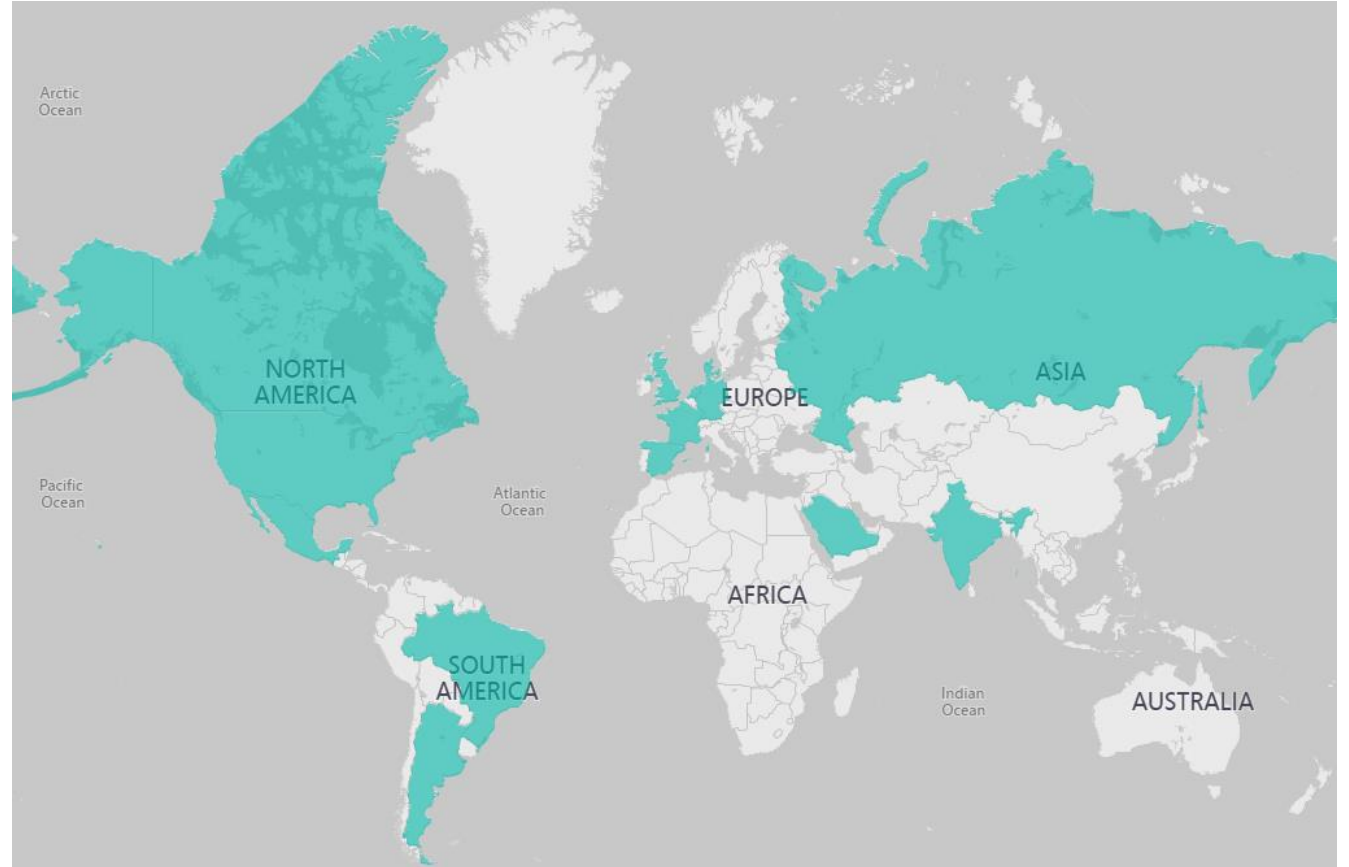 Arctic
Ocean
NORTH
AMERICA
ASIA
EUROPE
Pacific
Ocean
Atlantic
Ocean
AFRICA
SOUTH
AMERICA
Indian
Ocean
AUSTRALIA